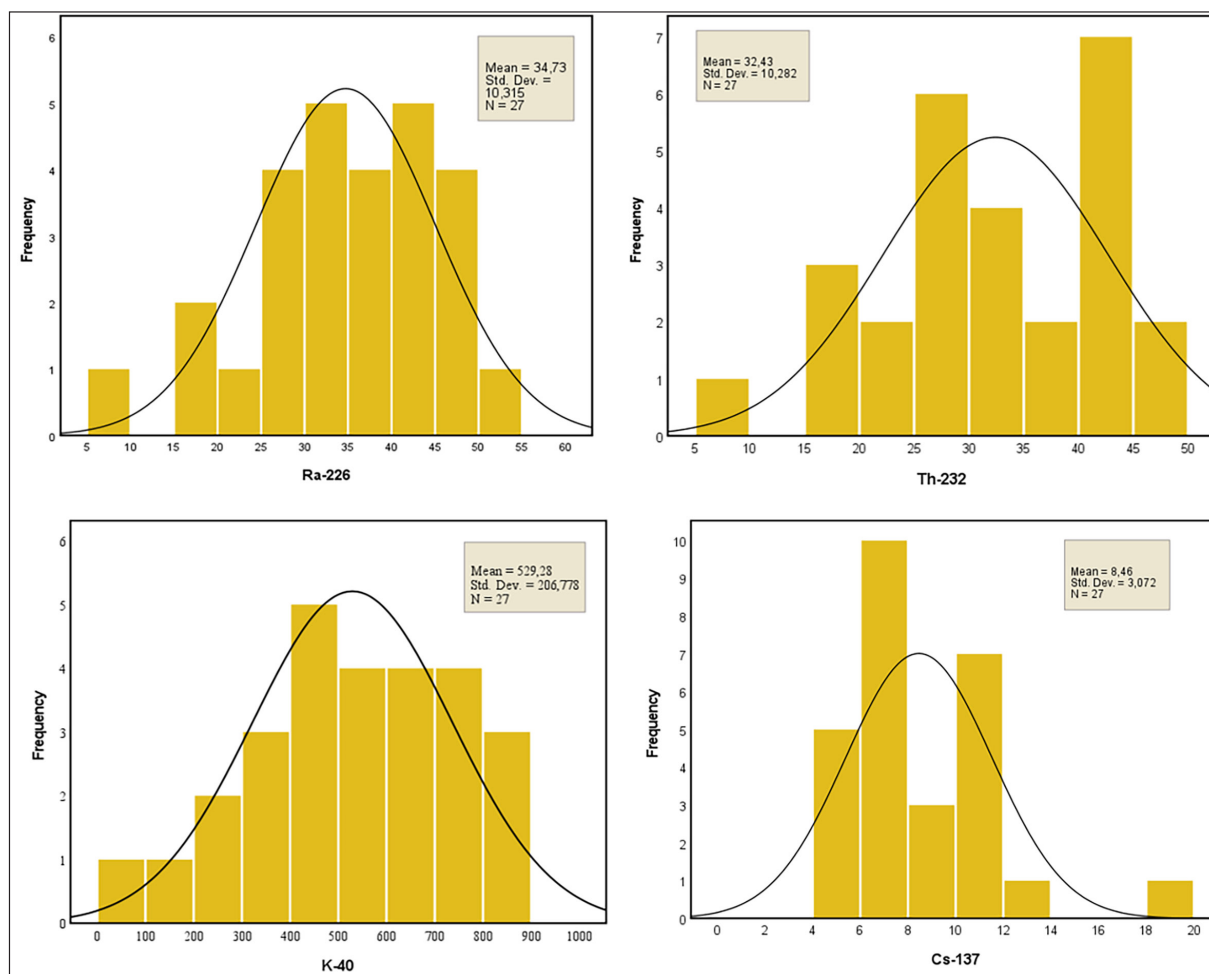 6
5
4
3
2
1
0
Frequency
Mean = 34,73
Std. Dev. =
10,315
N = 27
5 10 15 20 25 30 35 40 45 50 55 60
Ra-226
7
6
5
4
3
2
1
0
Frequency
Mean = 32,43
Std. Dev. = 10,282
N = 27
5 10 15 20 25 30 35 40 45 50
Th-232
6
5
4
3
2
1
0
Frequency
Mean = 529,28
Std. Dev. = 206,778
N = 27
0 100 200 300 400 500 600 700 800 900 1000
K-40
10
9
8
7
6
5
4
3
2
1
0
Frequency
Mean = 8,46
Std. Dev. = 3,072
N = 27
0 2 4 6 8 10 12 14 16 18 20
Cs-137